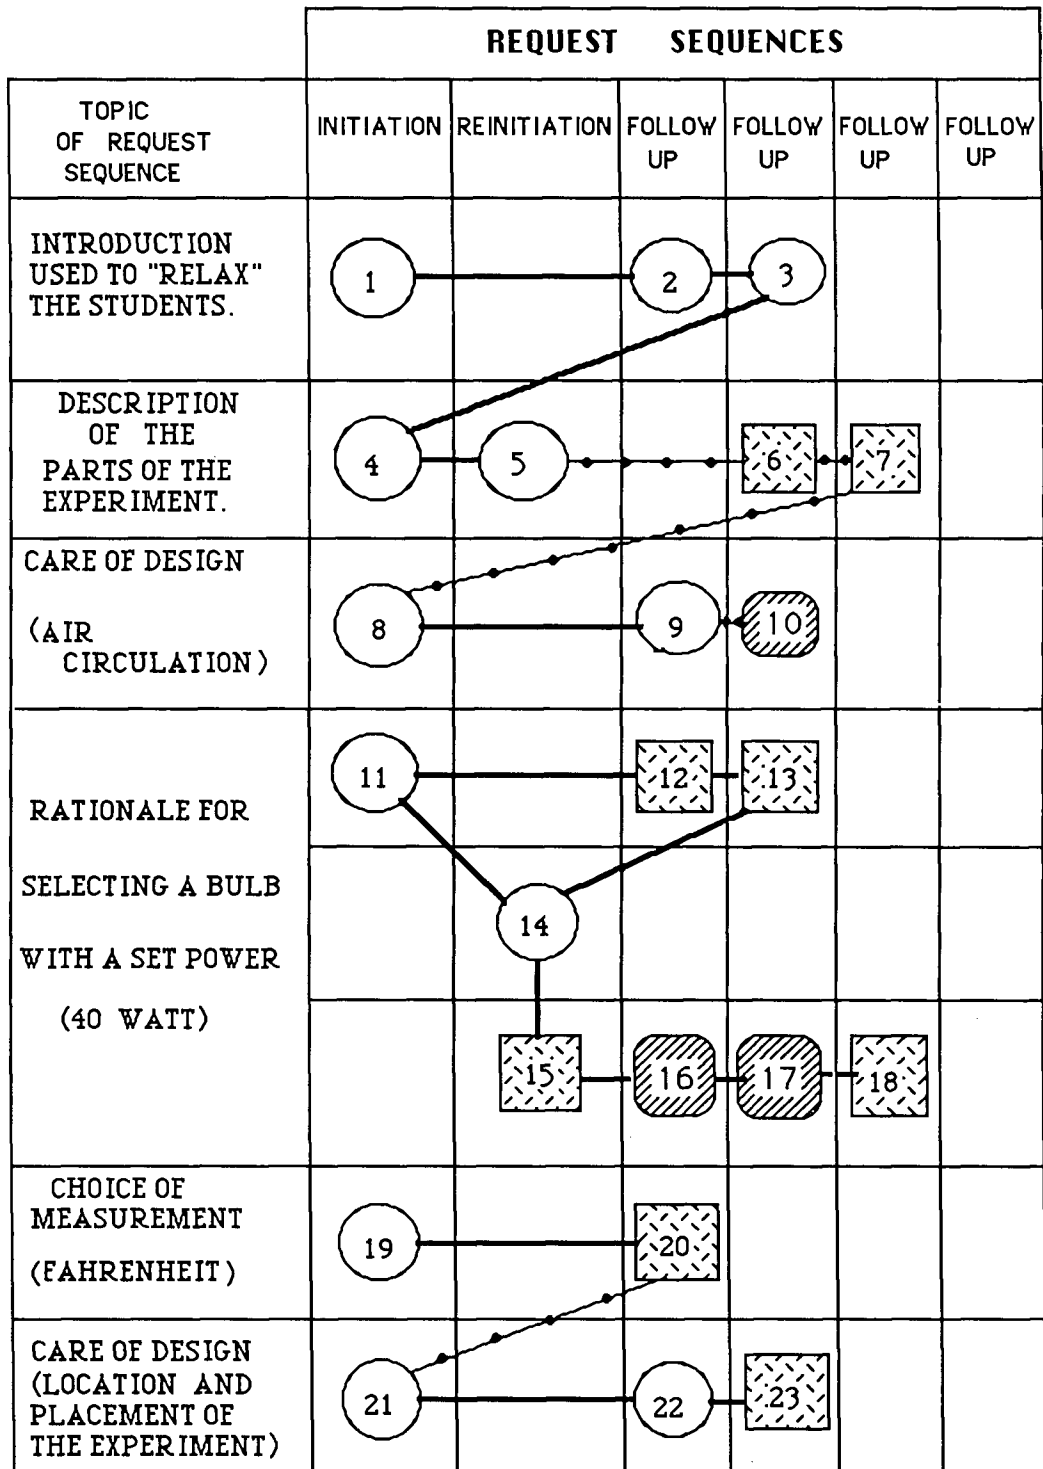 REQUEST SEQUENCES
TOPIC
OF REQUEST
SEQUENCE
INITIATION
REINITIATION
FOLLOW
UP
FOLLOW
UP
FOLLOW
UP
FOLLOW
UP
INTRODUCTION
USED TO "RELAX"
THE STUDENTS.
1
2
3
DESCRIPTION
OF THE
PARTS OF THE
EXPERIMENT.
4
5
6
7
CARE OF DESIGN
(AIR
CIRCULATION)
8
9
10
RATIONALE FOR
SELECTING A BULB
WITH A SET POWER
(40 WATT)
11
12
13
14
15
16
17
18
CHOICE OF
MEASUREMENT
(FAHRENHEIT)
19
20
CARE OF DESIGN
(LOCATION AND
PLACEMENT OF
THE EXPERIMENT)
21
22
23